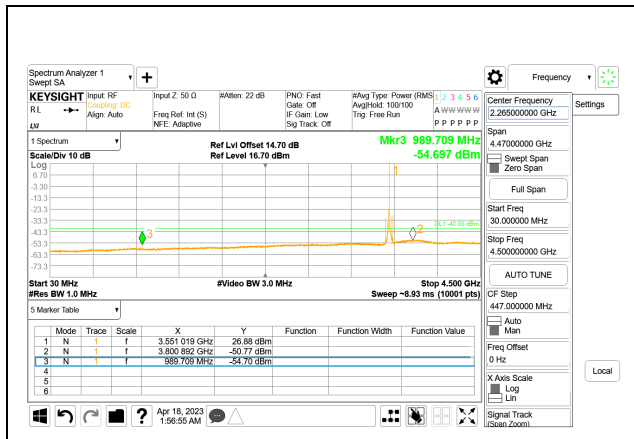 Spectrum Analyzer 1
Swept SA
Frequency
KEYSIGHT
Input: RF
Coupling: DC
Align: Auto
Input Z: 50 Ω
Freq Ref: Int (S)
NFE: Adaptive
#Atten: 22 dB
PNO: Fast
Gate: Off
IF Gain: Low
Sig Track: Off
#Avg Type: Power (RMS
Avg|Hold: 100/100
Trig: Free Run
1 2 3 4 5 6
A W W W W W
P P P P P P
RL
LXI
1 Spectrum
Ref Lvl Offset 14.70 dB
Mkr3 989.709 MHz
Scale/Div 10 dB
Ref Level 16.70 dBm
-54.697 dBm
Log
6.70
-3.30
-13.3
-23.3
-33.3
-43.3
-53.3
-63.3
-73.3
1
2
3
DL1 -40.00 dBm
Start 30 MHz
#Video BW 3.0 MHz
Stop 4.500 GHz
#Res BW 1.0 MHz
Sweep ~8.93 ms (10001 pts)
5 Marker Table
Mode Trace Scale X Y Function Function Width Function Value
1 N 1 f 3.551 019 GHz 26.88 dBm
2 N 1 f 3.800 892 GHz -50.77 dBm
3 N 1 f 989.709 MHz -54.70 dBm
4
5
6
?
Apr 18, 2023
1:56:55 AM
Center Frequency
2.265000000 GHz
Settings
Span
4.47000000 GHz
Swept Span
Zero Span
Full Span
Start Freq
30.000000 MHz
Stop Freq
4.500000000 GHz
AUTO TUNE
CF Step
447.000000 MHz
Auto
Man
Freq Offset
0 Hz
X Axis Scale
Log
Lin
Signal Track
(Span Zoom)
Local